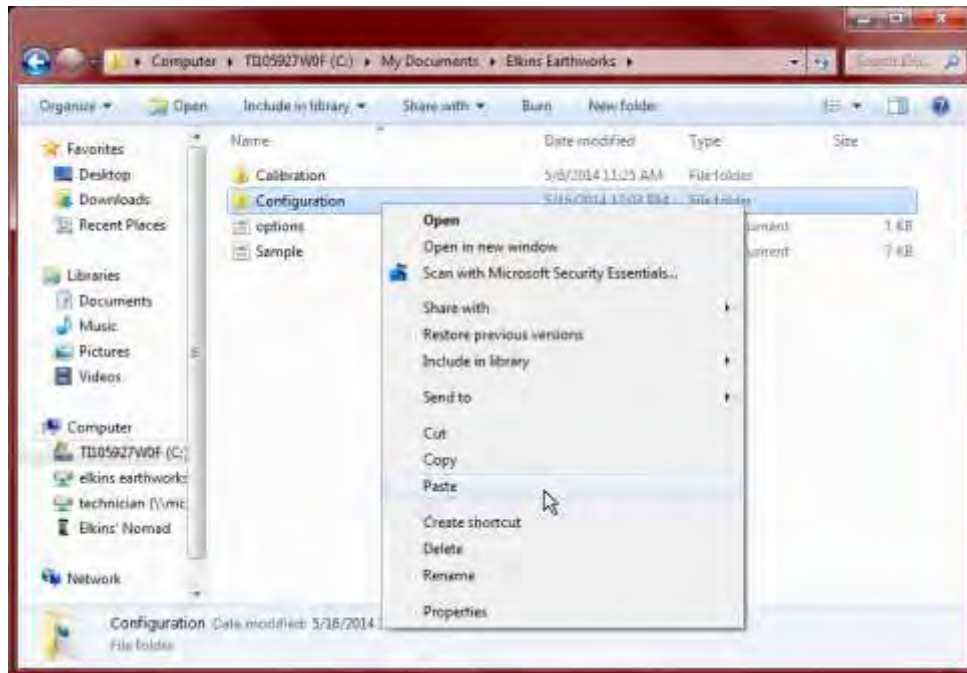 Computer ▸ TI105927W0F (C:) ▸ My Documents ▸ Elkins Earthworks ▸
Organize Open Include in library Share with Burn New folder
Name Date modified Type Size
Favorites
Desktop
Downloads
Recent Places
Libraries
Documents
Music
Pictures
Videos
Computer
TI105927W0F (C:)
elkins earthworks
technician (\\mc
Elkins' Nomad
Network
Calibration 5/8/2014 11:25 AM File folder
Configuration File folder
options 1 KB
Sample 7 KB
Open
Open in new window
Scan with Microsoft Security Essentials...
Share with
Restore previous versions
Include in library
Send to
Cut
Copy
Paste
Create shortcut
Delete
Rename
Properties
Configuration Date modified: 5/16/2014
File folder